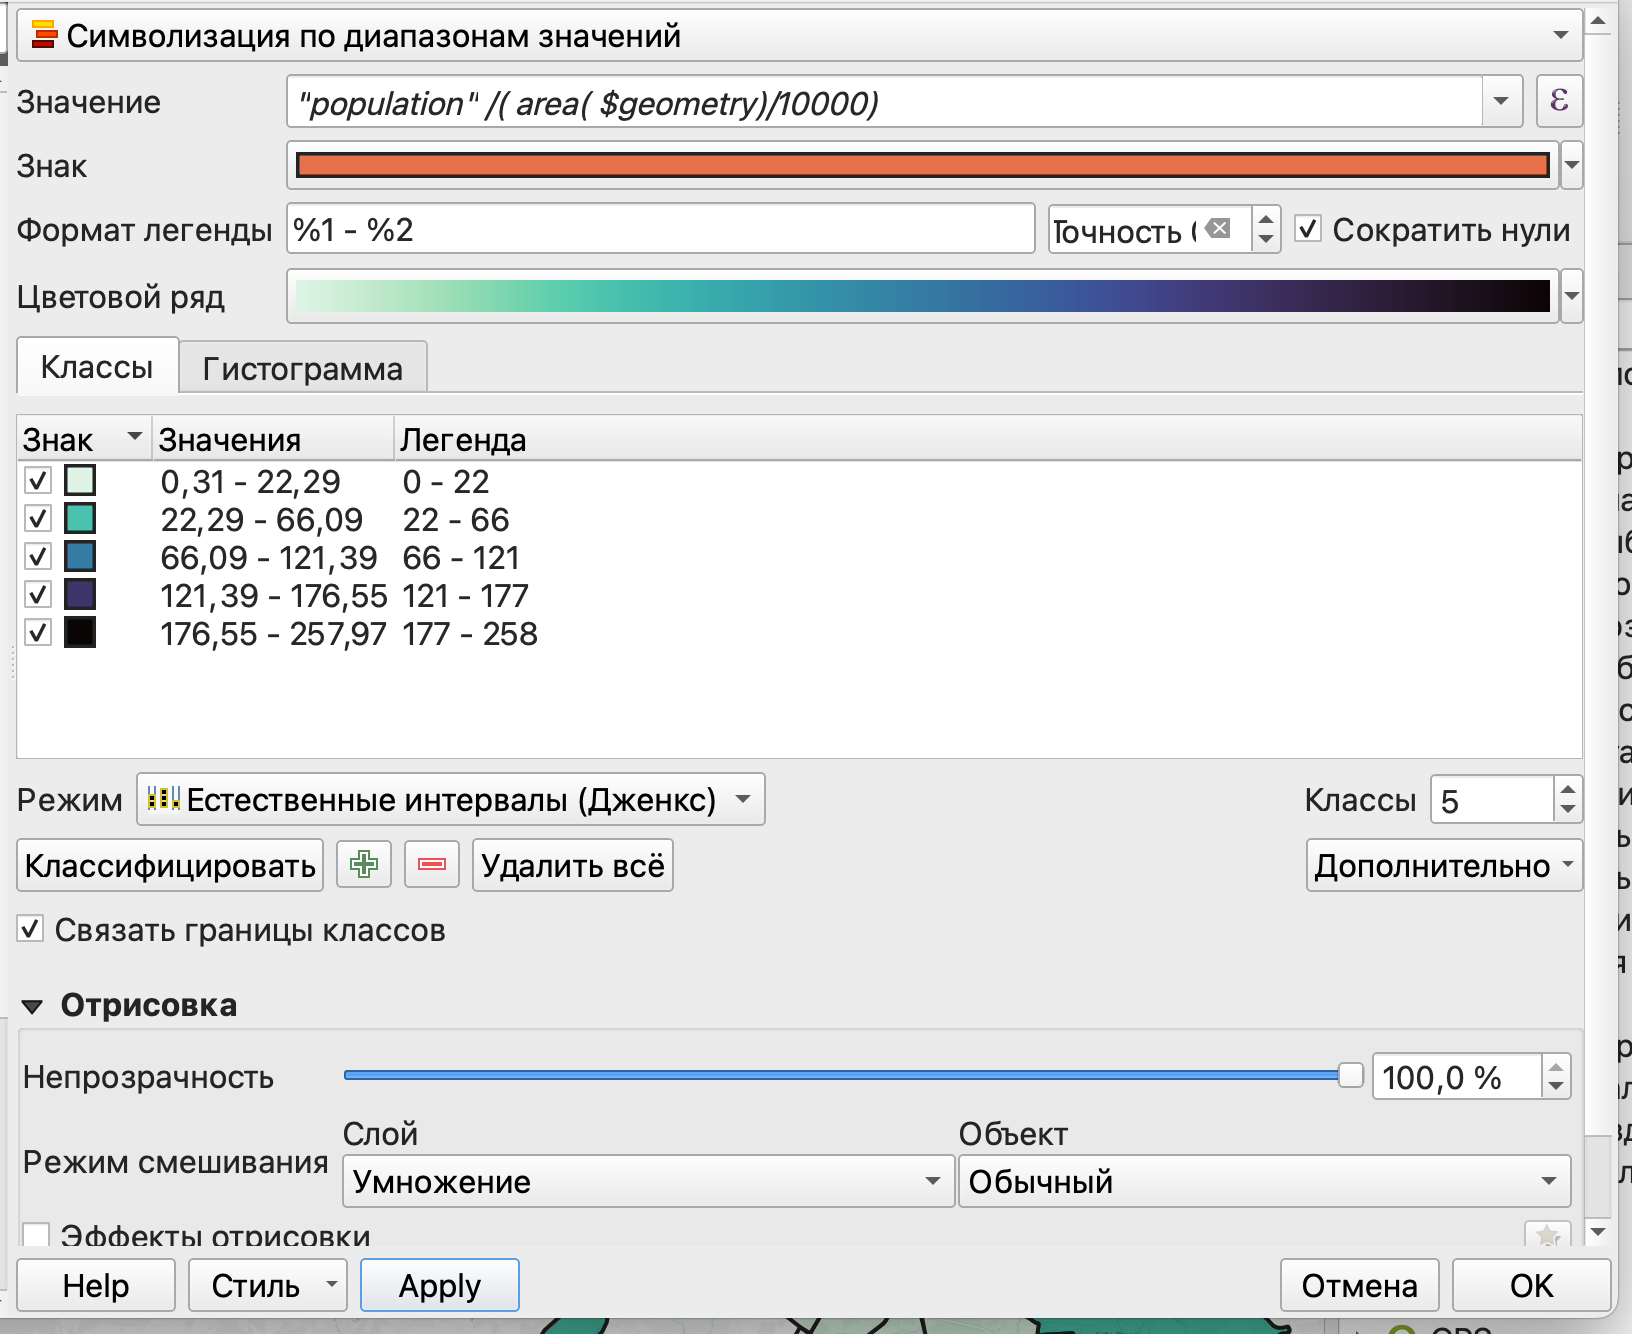 Символизация по диапазонам значений
Значение "population" /( area( $geometry)/10000) ε
Знак
Формат легенды %1 - %2 Точность Сократить нули
Цветовой ряд
Классы Гистограмма
Знак Значения Легенда
0,31 - 22,29 0 - 22
22,29 - 66,09 22 - 66
66,09 - 121,39 66 - 121
121,39 - 176,55 121 - 177
176,55 - 257,97 177 - 258
Режим Естественные интервалы (Дженкс) Классы 5
Классифицировать Удалить всё Дополнительно
Связать границы классов
Отрисовка
Непрозрачность 100,0 %
Слой Объект
Режим смешивания Умножение Обычный
Эффекты отрисовки
Help Стиль Apply Отмена OK